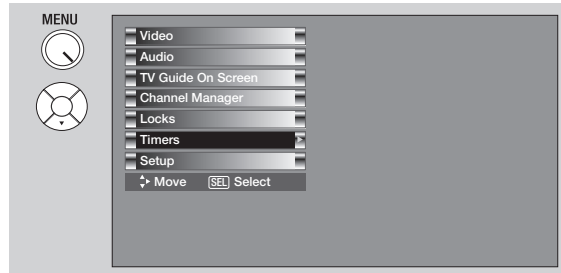 MENU
Video
Audio
TV Guide On Screen
Channel Manager
Locks
Timers
Setup
Move SEL Select